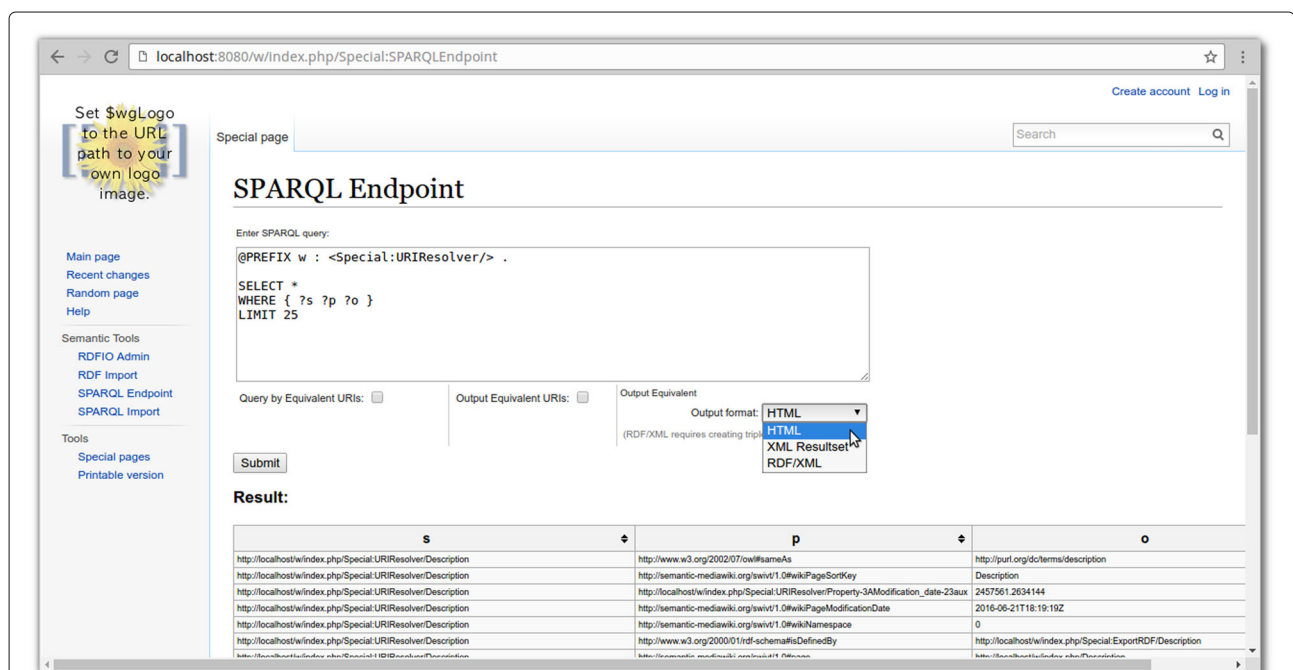 localhost:8080/w/index.php/Special:SPARQLEndpoint
Create account Log in
Set $wgLogo
to the URL
path to your
own logo
image.
Special page
Search
SPARQL Endpoint
Enter SPARQL query:
@PREFIX w : <Special:URIResolver/> .
SELECT *
WHERE { ?s ?p ?o }
LIMIT 25
Main page
Recent changes
Random page
Help
Semantic Tools
RDFIO Admin
RDF Import
SPARQL Endpoint
SPARQL Import
Tools
Special pages
Printable version
Query by Equivalent URIs:
Output Equivalent URIs:
Output Equivalent
Output format: HTML
(RDF/XML requires creating
HTML
XML Resultset
RDF/XML
Submit
Result:
s p o
http://localhost/w/index.php/Special:URIResolver/Description http://www.w3.org/2002/07/owl#sameAs http://purl.org/dc/terms/description
http://localhost/w/index.php/Special:URIResolver/Description http://semantic-mediawiki.org/swivt/1.0#wikiPageSortKey Description
http://localhost/w/index.php/Special:URIResolver/Description http://localhost/w/index.php/Special:URIResolver/Property-3AModification_date-23aux 2457561.2634144
http://localhost/w/index.php/Special:URIResolver/Description http://semantic-mediawiki.org/swivt/1.0#wikiPageModificationDate 2016-06-21T18:19:19Z
http://localhost/w/index.php/Special:URIResolver/Description http://semantic-mediawiki.org/swivt/1.0#wikiNamespace 0
http://localhost/w/index.php/Special:URIResolver/Description http://www.w3.org/2000/01/rdf-schema#isDefinedBy http://localhost/w/index.php/Special:ExportRDF/Description